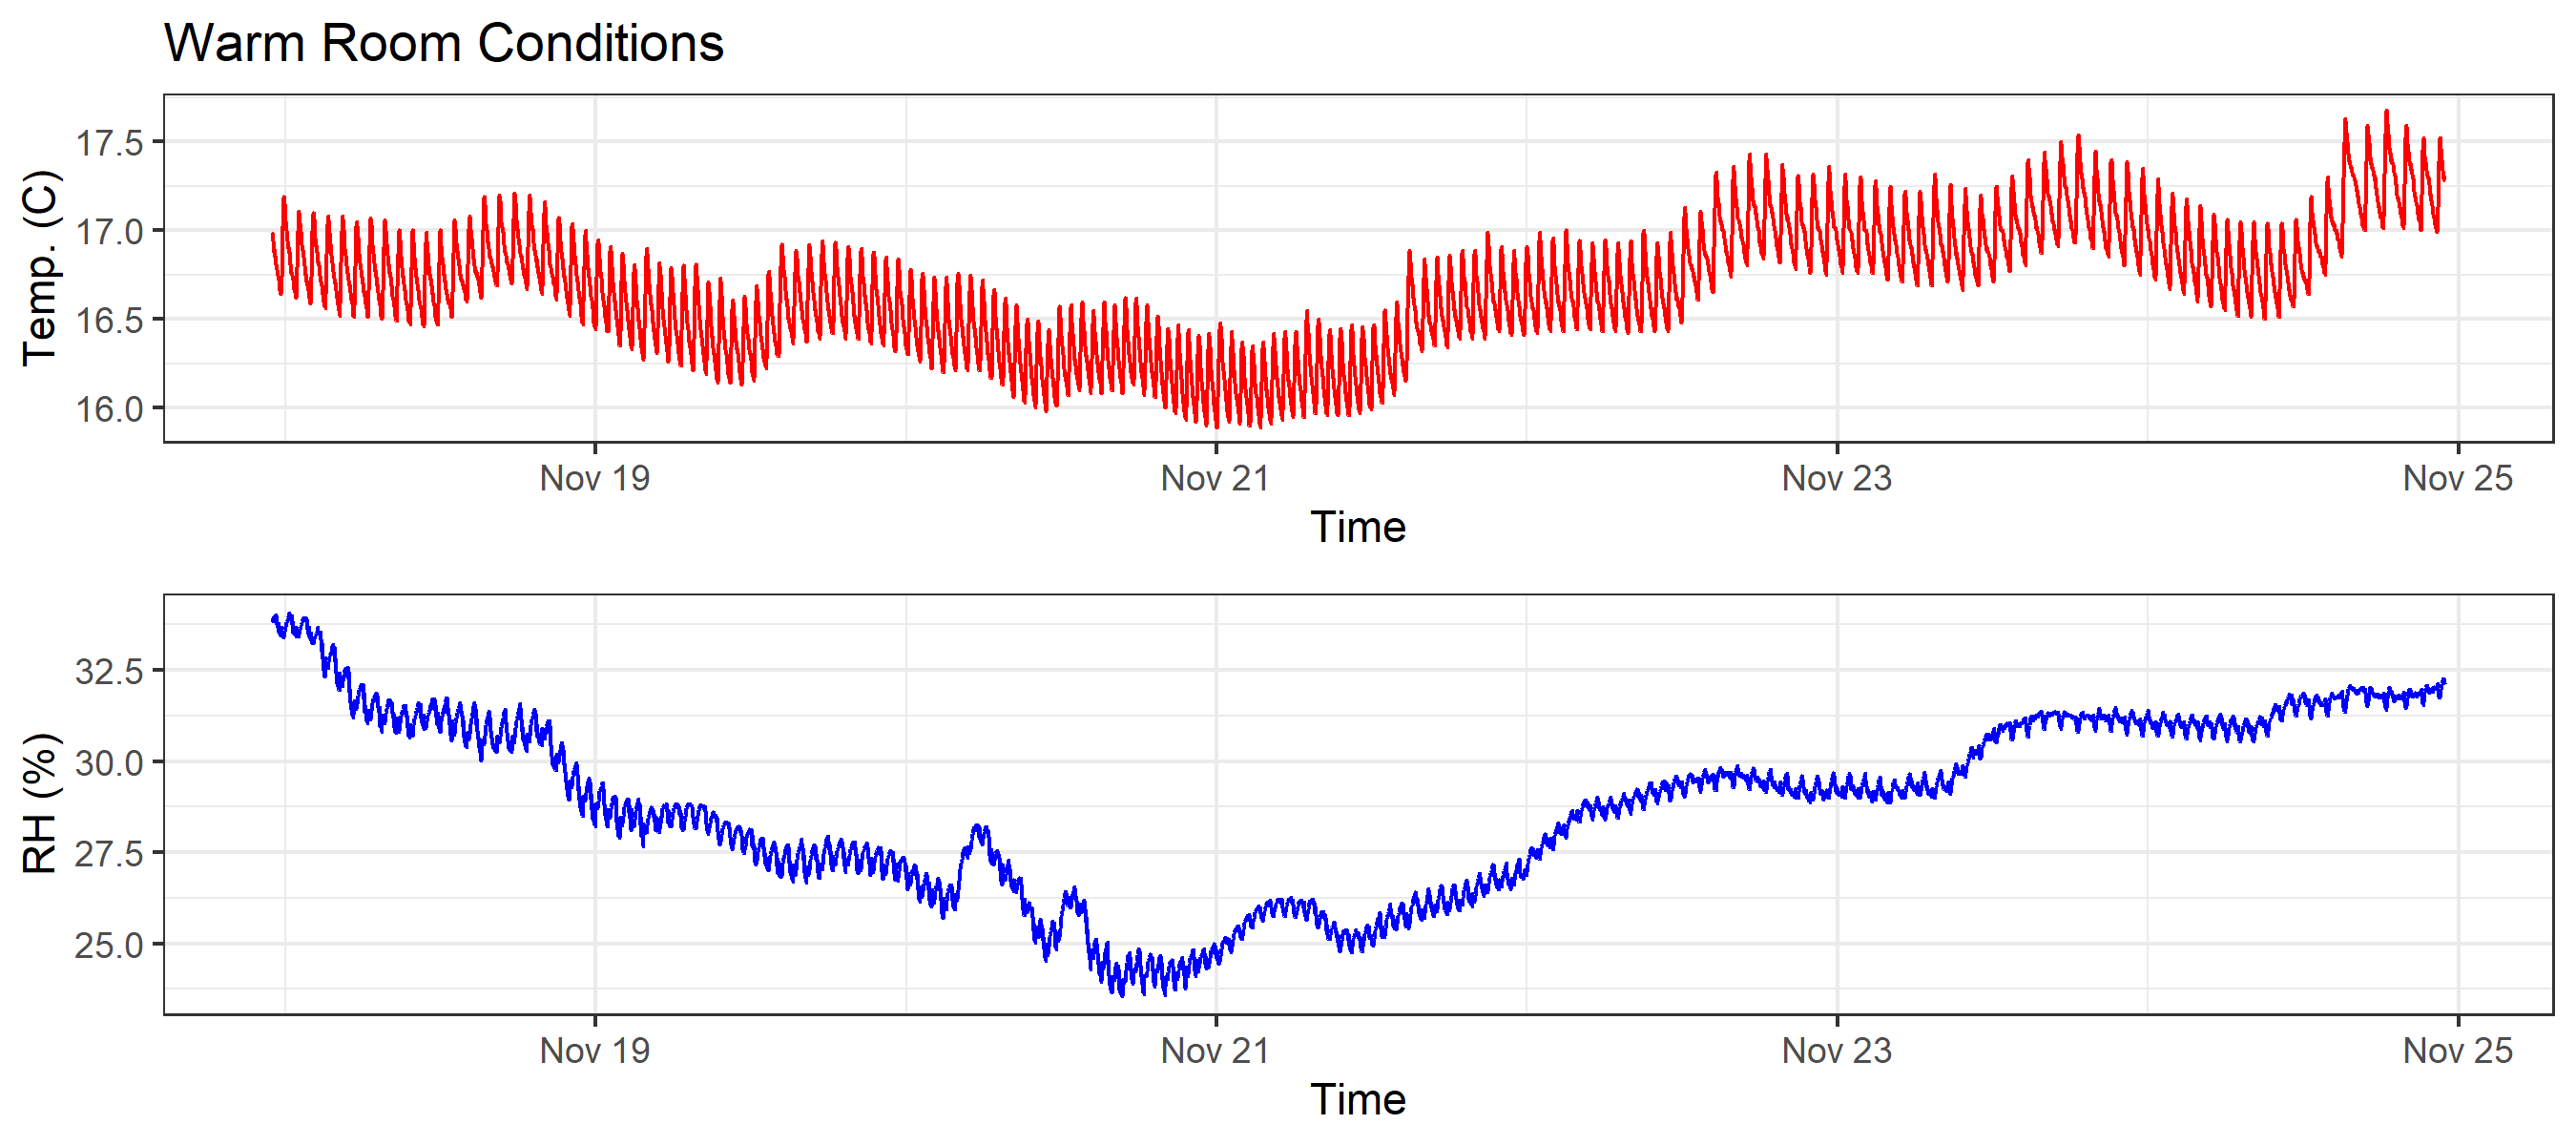 Warm Room Conditions
17.5
17.0
16.5
16.0
Temp. (C)
Nov 19 Nov 21 Nov 23 Nov 25
Time
32.5
30.0
27.5
25.0
RH (%)
Nov 19 Nov 21 Nov 23 Nov 25
Time